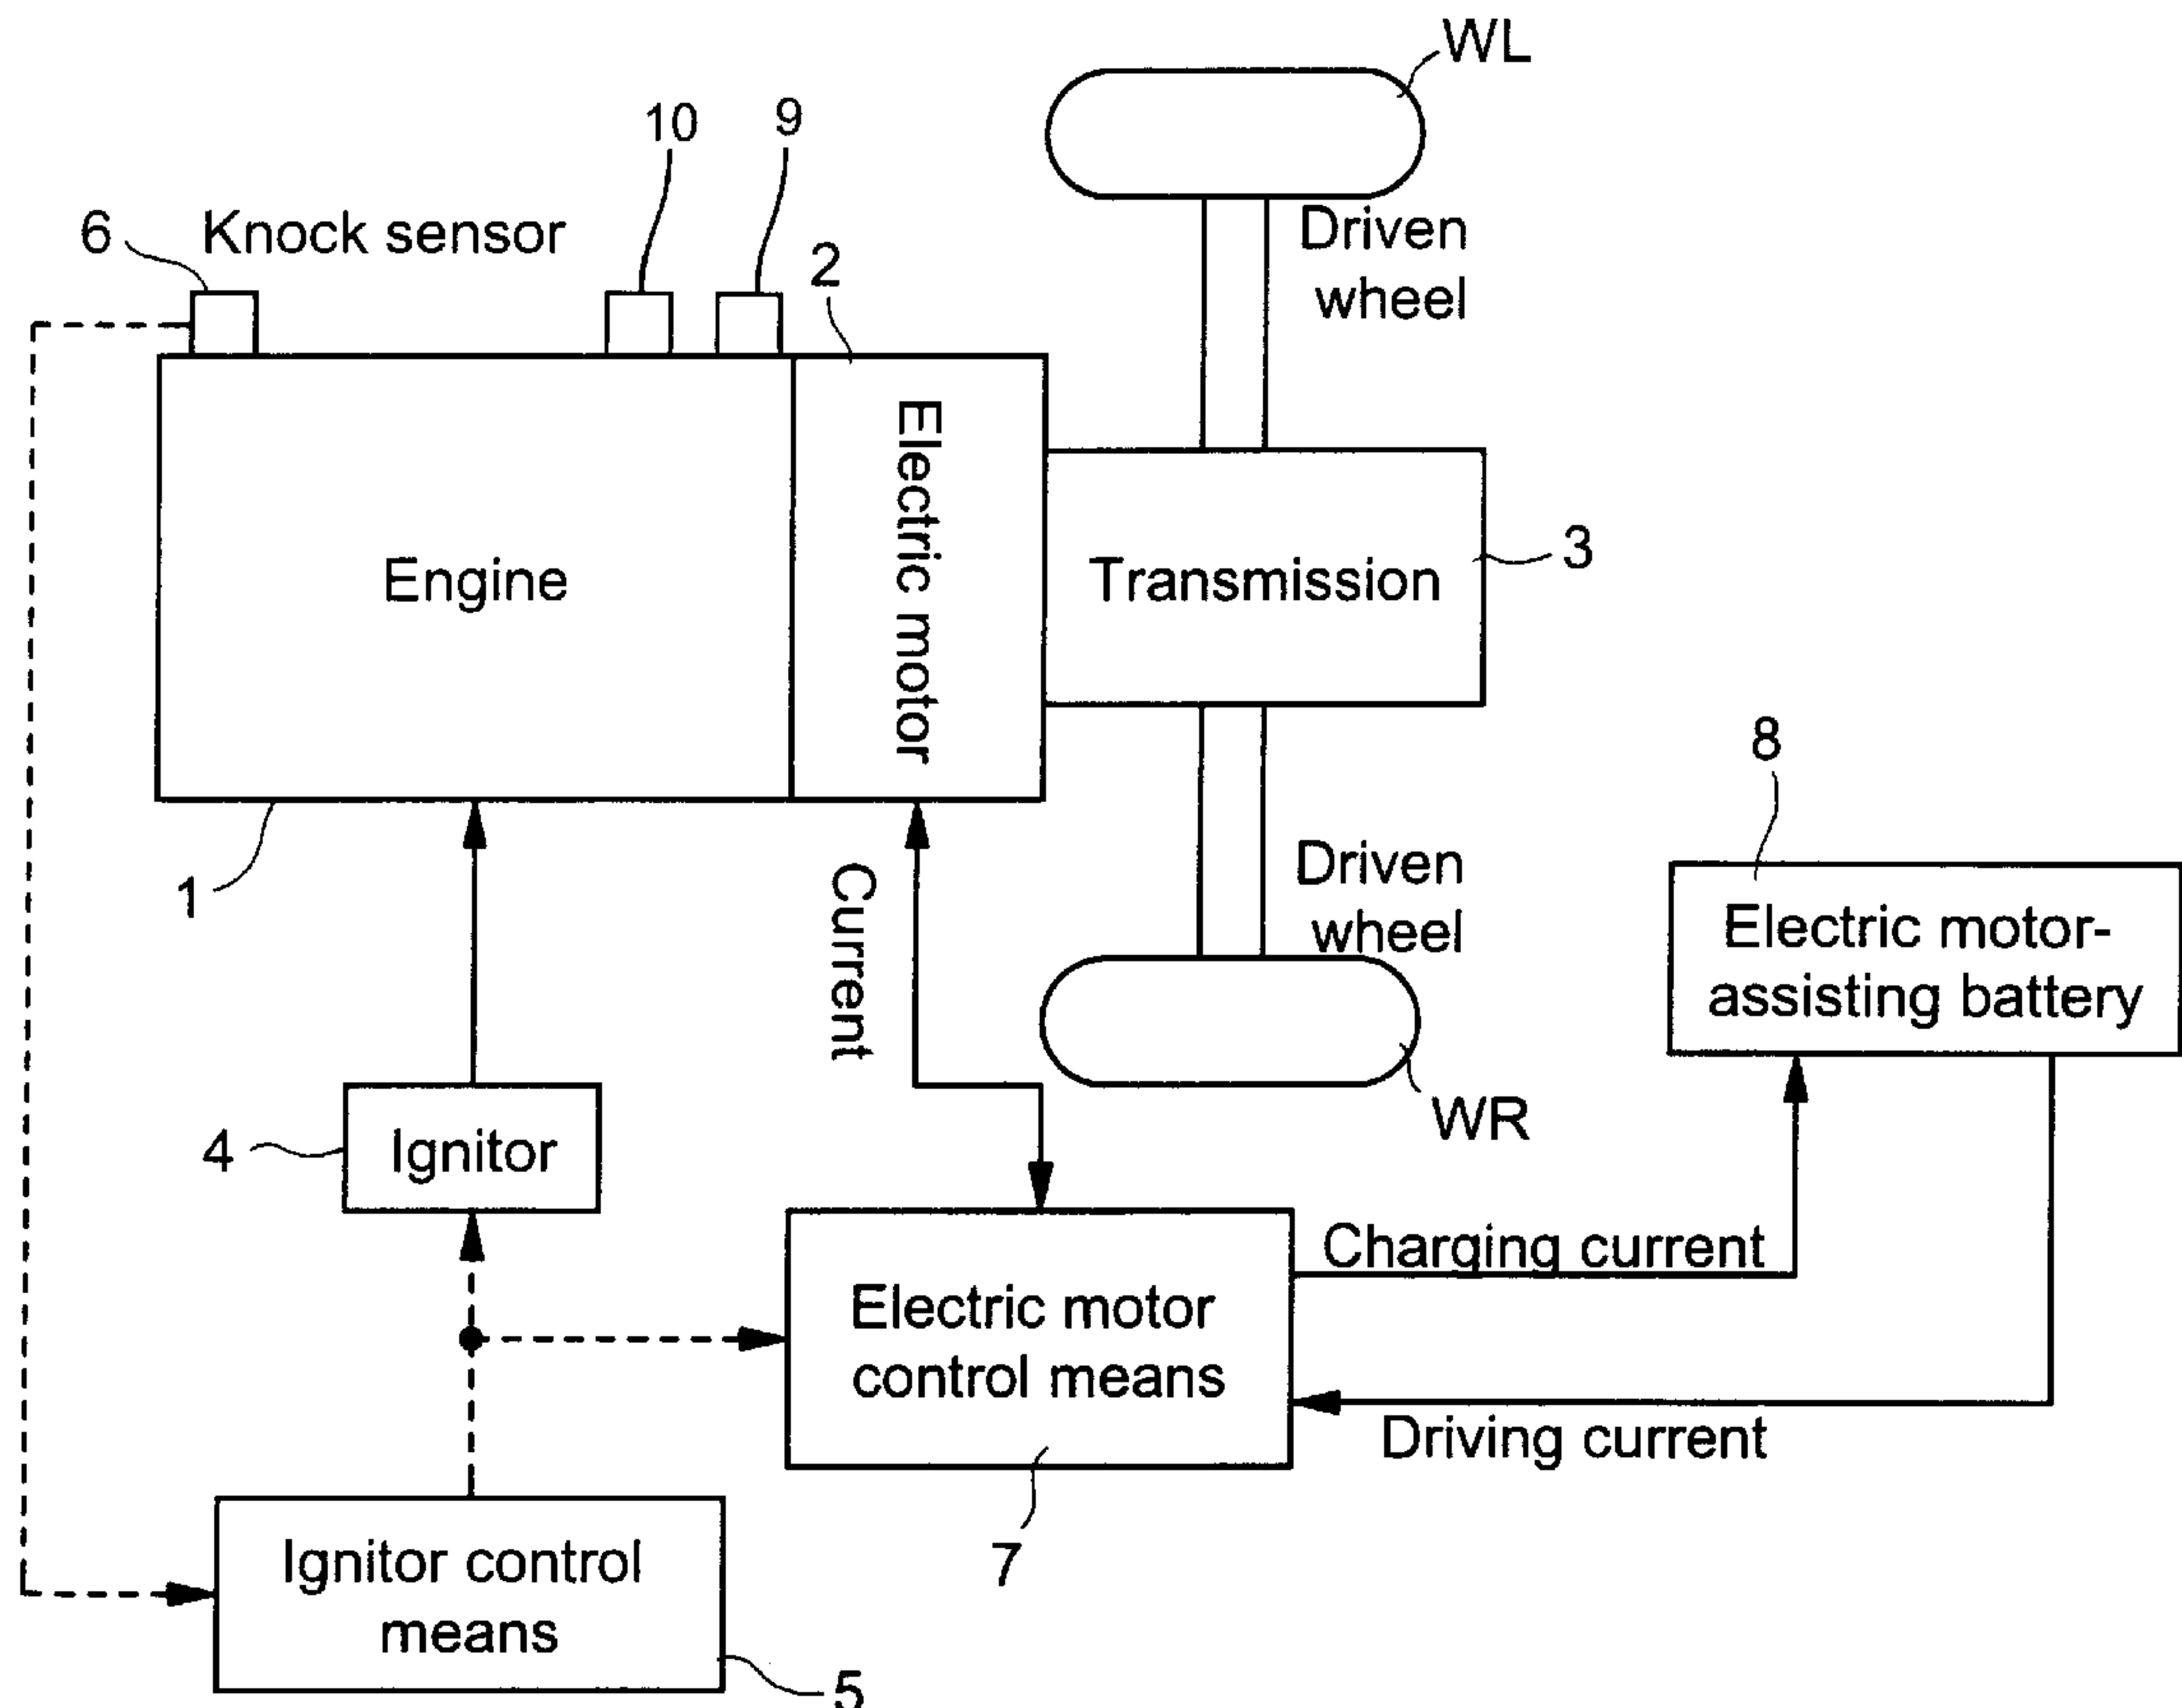 WL
10
9
6
Knock sensor
2
Driven
wheel
Electric motor
Engine
Transmission
3
8
1
Current
Driven
wheel
Electric motor-
assisting battery
WR
4
Ignitor
Charging current
Electric motor
control means
Driving current
Ignitor control
means
7
5